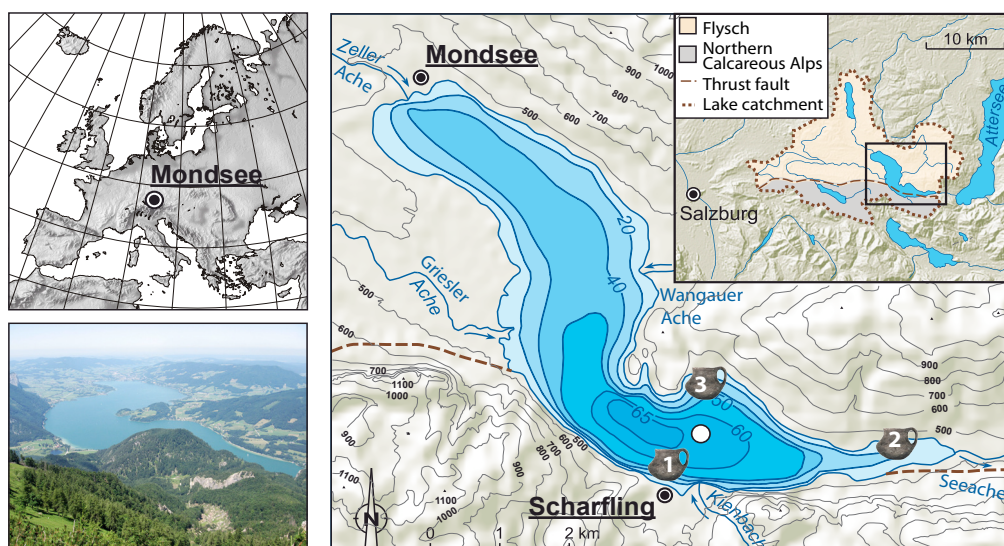 Mondsee
Zeller
Ache
Mondsee
Griesler
Ache
Wangauer
Ache
Scharfling
Kienbach
Seeache
20
40
50
60
65
1
2
3
N
0 1 2 km
500
600
700
1100
1000
900
1100
1100
1000
500
600
700
800
900
900
1000
800
700
600
500
900
800
700
600
500
Flysch
Northern
Calcareous Alps
Thrust fault
Lake catchment
10 km
Attersee
Salzburg